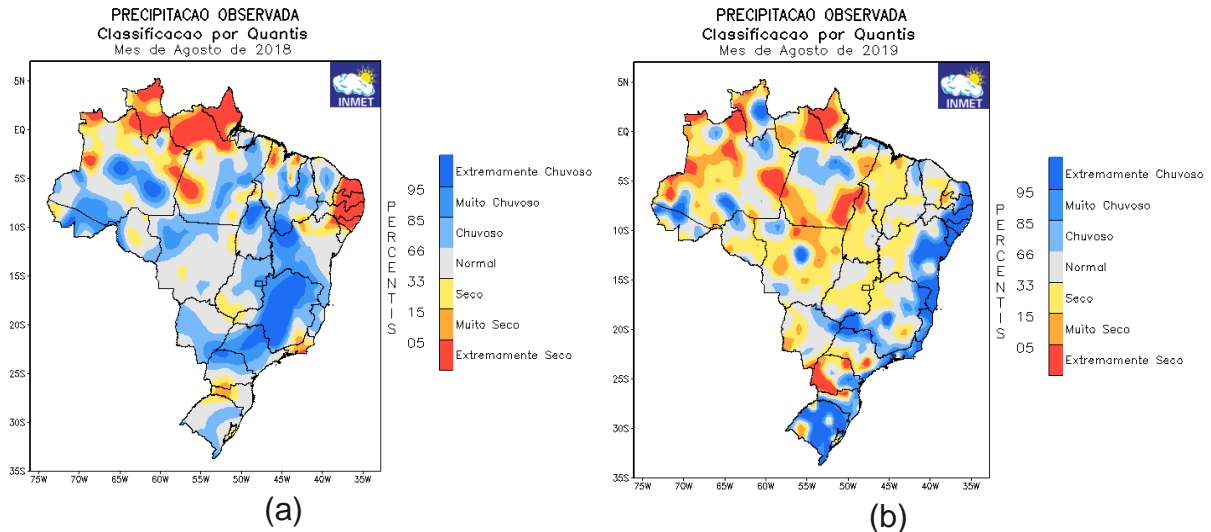 PRECIPITACAO OBSERVADA
Classificacao por Quantis
Mes de Agosto de 2018
INMET
5N
EQ
5S
10S
15S
20S
25S
30S
35S
75W
70W
65W
60W
55W
50W
45W
40W
35W
PERCENTIS
95
85
66
33
15
05
Extremamente Chuvoso
Muito Chuvoso
Chuvoso
Normal
Seco
Muito Seco
Extremamente Seco
(a)
PRECIPITACAO OBSERVADA
Classificacao por Quantis
Mes de Agosto de 2019
INMET
5N
EQ
5S
10S
15S
20S
25S
30S
35S
75W
70W
65W
60W
55W
50W
45W
40W
35W
PERCENTIS
95
85
66
33
15
05
Extremamente Chuvoso
Muito Chuvoso
Chuvoso
Normal
Seco
Muito Seco
Extremamente Seco
(b)